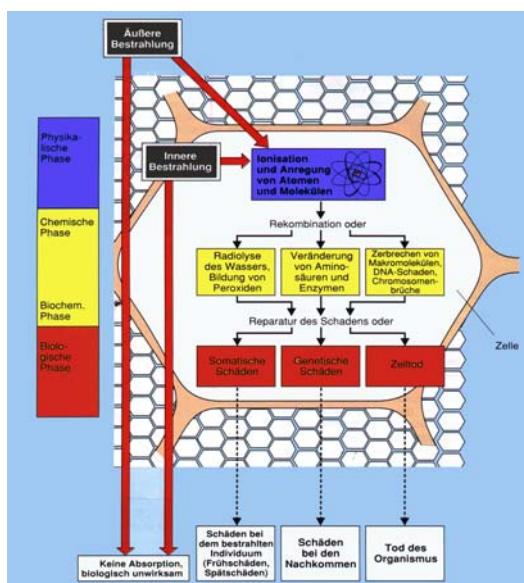 Äußere
Bestrahlung
Physika-
lische
Phase
Innere
Bestrahlung
Ionisation
und Anregung
von Atomen
und Molekülen
Chemische
Phase
Rekombination oder
Radiolyse
des Wassers,
Bildung von
Peroxiden
Veränderung
von Amino-
säuren und
Enzymen
Zerbrechen von
Makromolekülen,
DNA-Schaden,
Chromosomen-
brüche
Biochem.
Phase
Reparatur des Schadens oder
Zelle
Biolo-
gische
Phase
Somatische
Schäden
Genetische
Schäden
Zelltod
Keine Absorption,
biologisch unwirksam
Schäden bei
dem bestrahlten
Individuum
(Frühschäden,
Spätschäden)
Schäden
bei den
Nachkommen
Tod des
Organismus